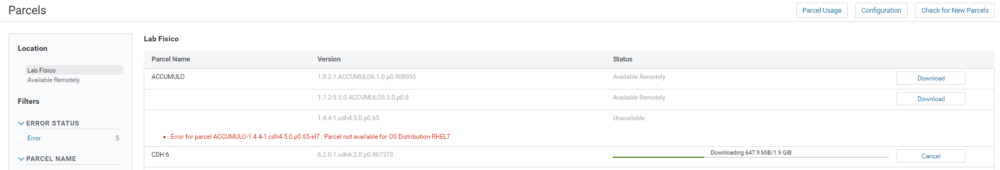 Parcels
Parcel Usage
Configuration
Check for New Parcels
Location
Lab Fisico
Available Remotely
Filters
ERROR STATUS
Error 5
PARCEL NAME
Lab Fisico
Parcel Name Version Status
ACCUMULO 1.9.2-1.ACCUMULO6.1.0.p0.908695 Available Remotely Download
1.7.2-5.5.0.ACCUMULO5.5.0.p0.8 Available Remotely Download
1.4.4-1.cdh4.5.0.p0.65 Unavailable
Error for parcel ACCUMULO-1.4.4-1.cdh4.5.0.p0.65-el7 : Parcel not available for OS Distribution RHEL7.
CDH 6 6.2.0-1.cdh6.2.0.p0.967373 Downloading 647.9 MiB/1.9 GiB Cancel